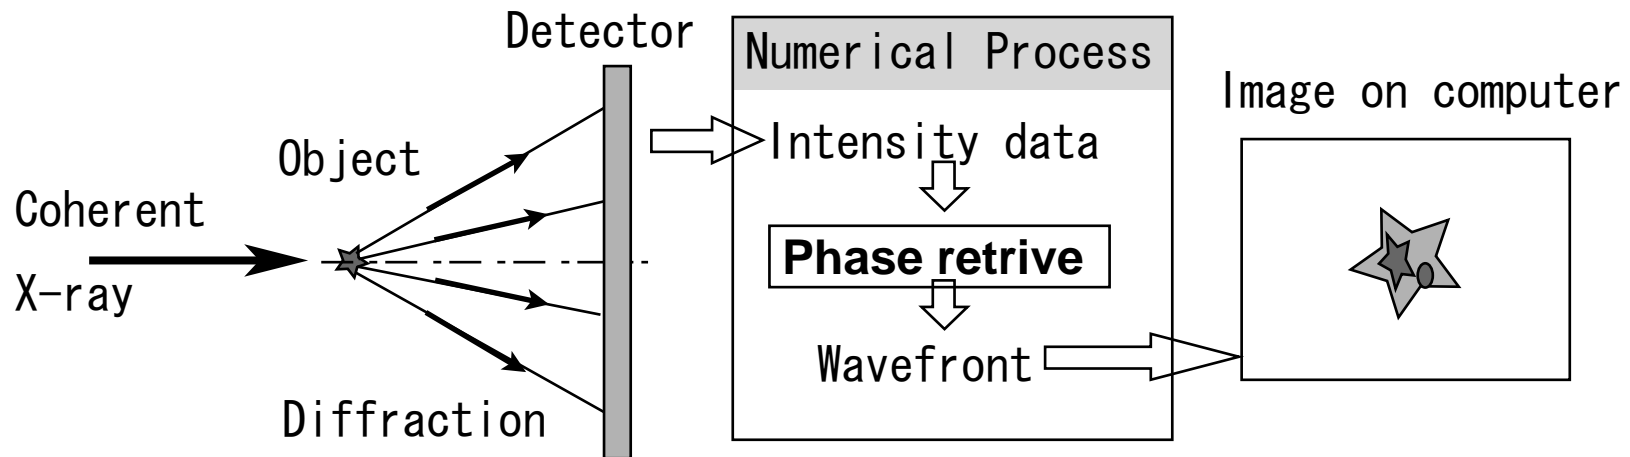 Coherent
X-ray
Object
Diffraction
Detector
Numerical Process
Intensity data
Phase retrive
Wavefront
Image on computer